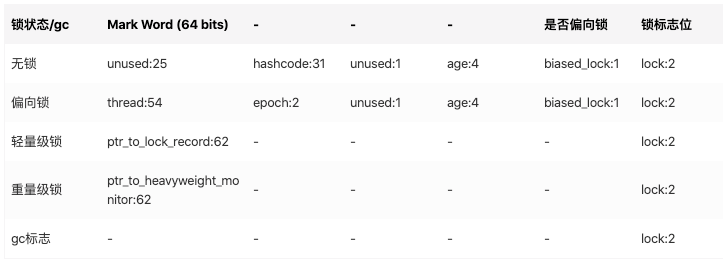 锁状态/gc Mark Word (64 bits) - - - 是否偏向锁 锁标志位
无锁 unused:25 hashcode:31 unused:1 age:4 biased_lock:1 lock:2
偏向锁 thread:54 epoch:2 unused:1 age:4 biased_lock:1 lock:2
轻量级锁 ptr_to_lock_record:62 - - - - lock:2
重量级锁 ptr_to_heavyweight_mo
nitor:62 - - - - lock:2
gc标志 - - - - - lock:2